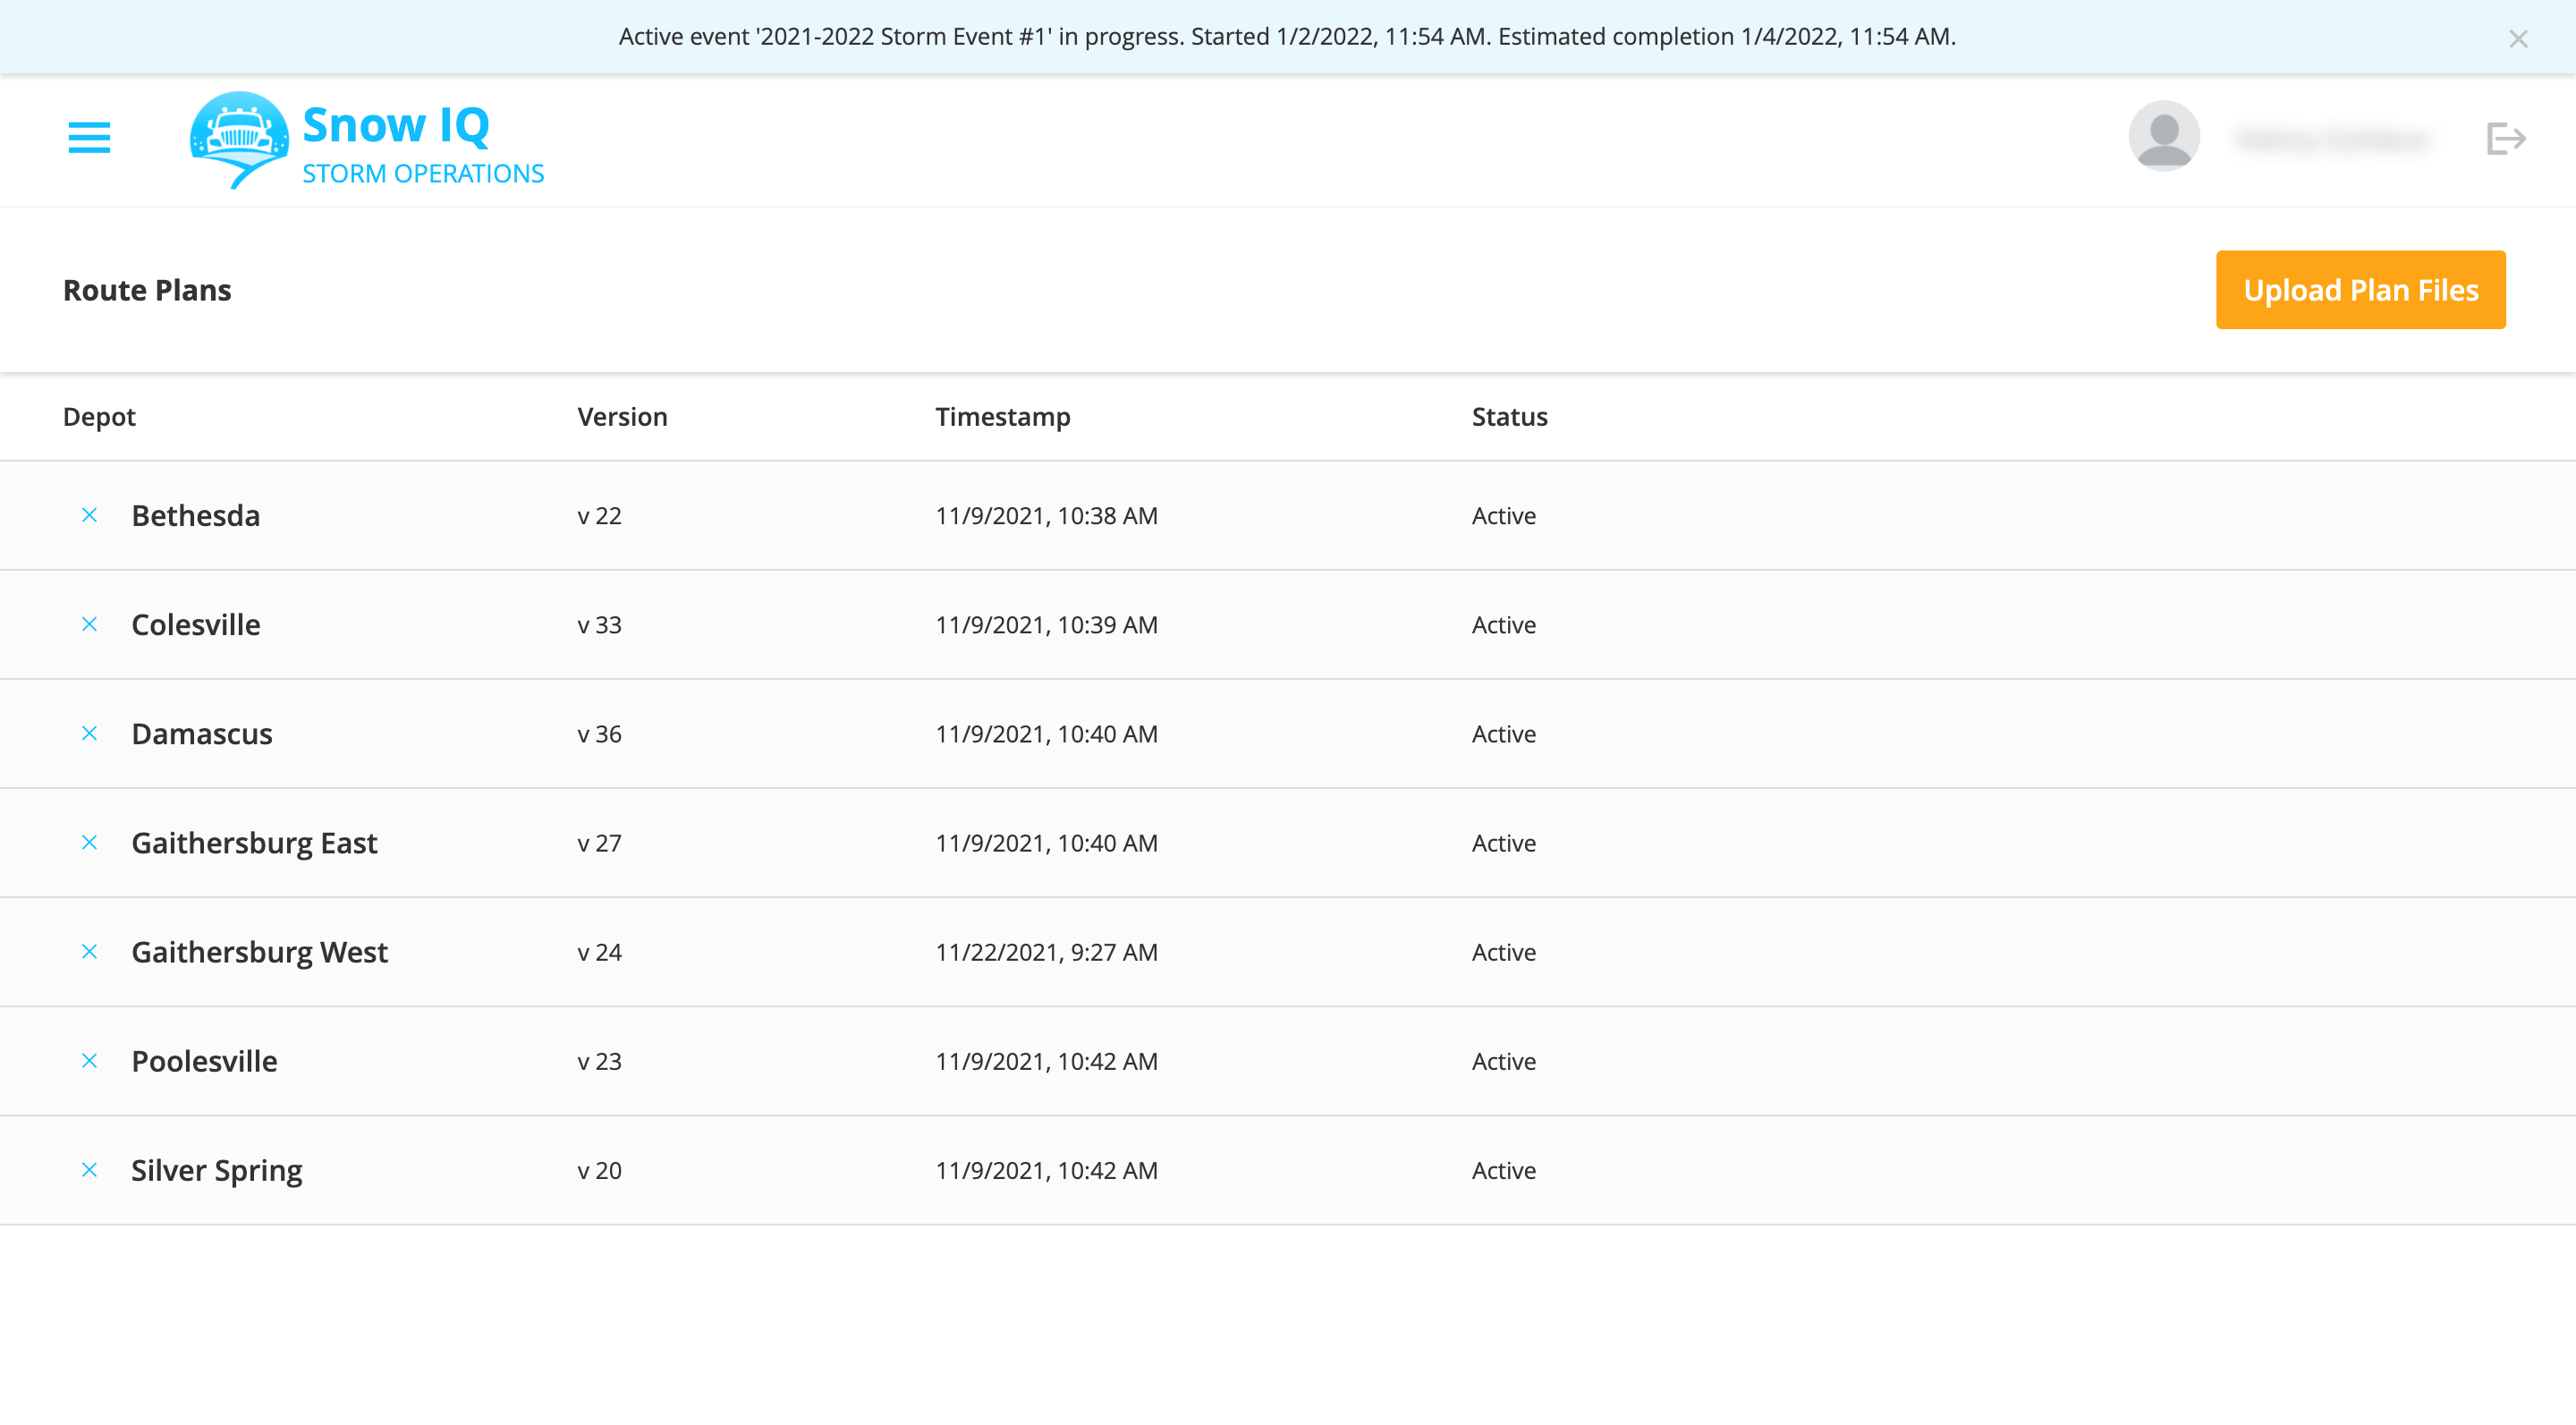 Active event '2021-2022 Storm Event #1' in progress. Started 1/2/2022, 11:54 AM. Estimated completion 1/4/2022, 11:54 AM.
Snow IQ
STORM OPERATIONS
Route Plans
Upload Plan Files
Depot Version Timestamp Status
Bethesda v 22 11/9/2021, 10:38 AM Active
Colesville v 33 11/9/2021, 10:39 AM Active
Damascus v 36 11/9/2021, 10:40 AM Active
Gaithersburg East v 27 11/9/2021, 10:40 AM Active
Gaithersburg West v 24 11/22/2021, 9:27 AM Active
Poolesville v 23 11/9/2021, 10:42 AM Active
Silver Spring v 20 11/9/2021, 10:42 AM Active